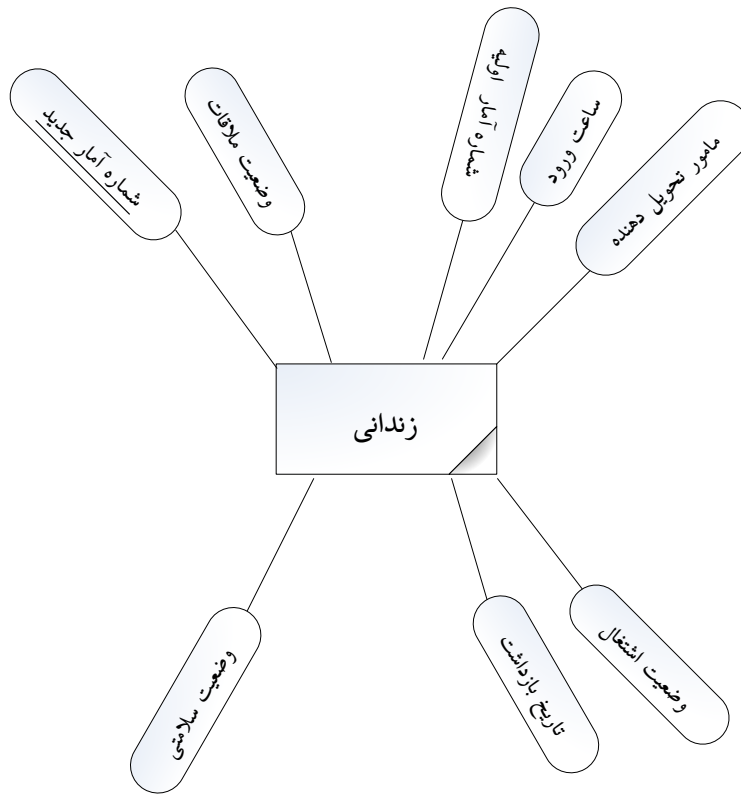 شماره آمار جدید
وضعیت ملاقات
شماره آمار اولیه
ساعت ورود
مامور تحویل دهنده
زندانی
وضعیت سلامتی
تاریخ بازداشت
وضعیت اشتغال